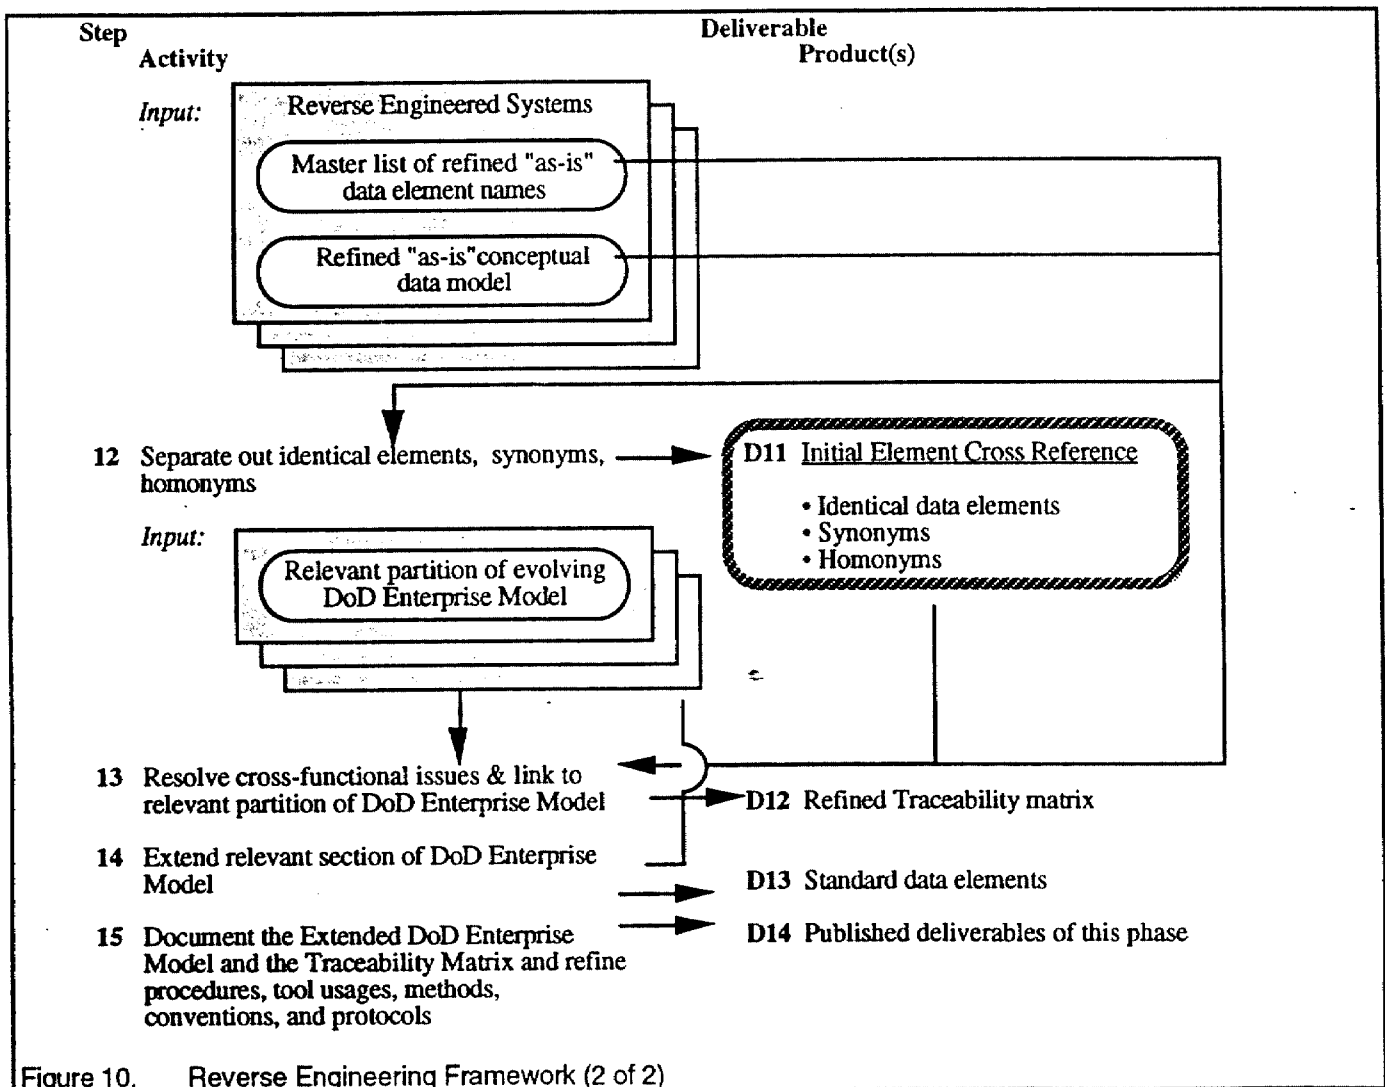 Step
Deliverable
Activity
Product(s)
Input:
Reverse Engineered Systems
Master list of refined "as-is"
data element names
Refined "as-is"conceptual
data model
12 Separate out identical elements, synonyms,
homonyms
D11 Initial Element Cross Reference
• Identical data elements
• Synonyms
• Homonyms
Input:
Relevant partition of evolving
DoD Enterprise Model
13 Resolve cross-functional issues & link to
relevant partition of DoD Enterprise Model
D12 Refined Traceability matrix
14 Extend relevant section of DoD Enterprise
Model
D13 Standard data elements
15 Document the Extended DoD Enterprise
Model and the Traceability Matrix and refine
procedures, tool usages, methods,
conventions, and protocols
D14 Published deliverables of this phase
Figure 10. Reverse Engineering Framework (2 of 2)